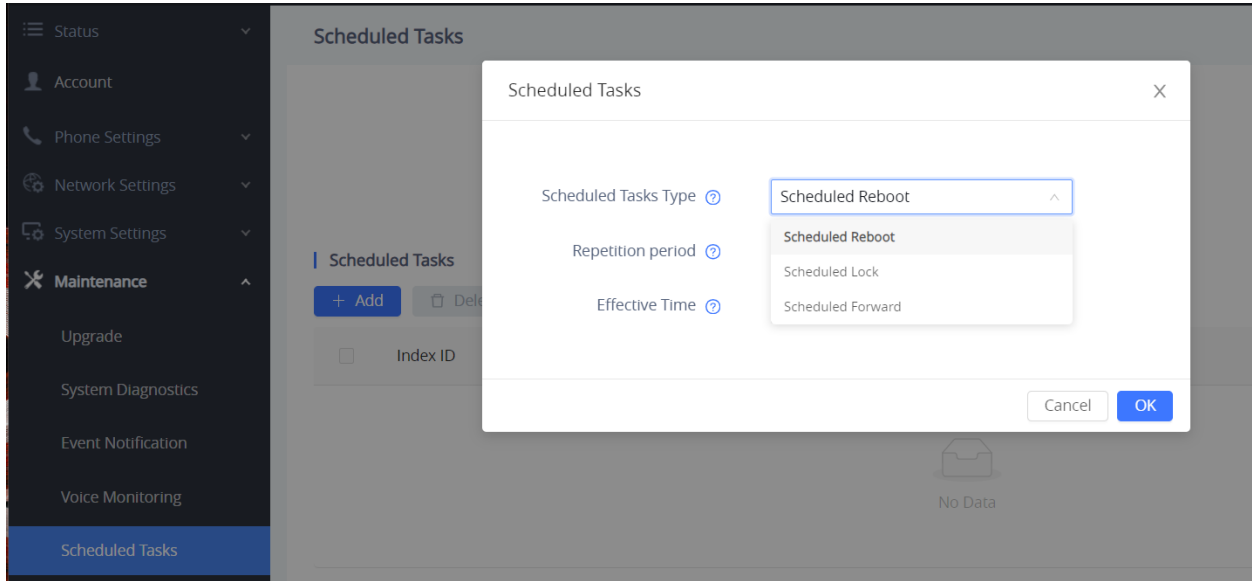 Status
Account
Phone Settings
Network Settings
System Settings
Maintenance
Upgrade
System Diagnostics
Event Notification
Voice Monitoring
Scheduled Tasks
Scheduled Tasks
Scheduled Tasks
+ Add
Dele
Index ID
No Data
Scheduled Tasks
Scheduled Tasks Type ?
Scheduled Reboot
Scheduled Reboot
Scheduled Lock
Scheduled Forward
Repetition period ?
Effective Time ?
Cancel
OK